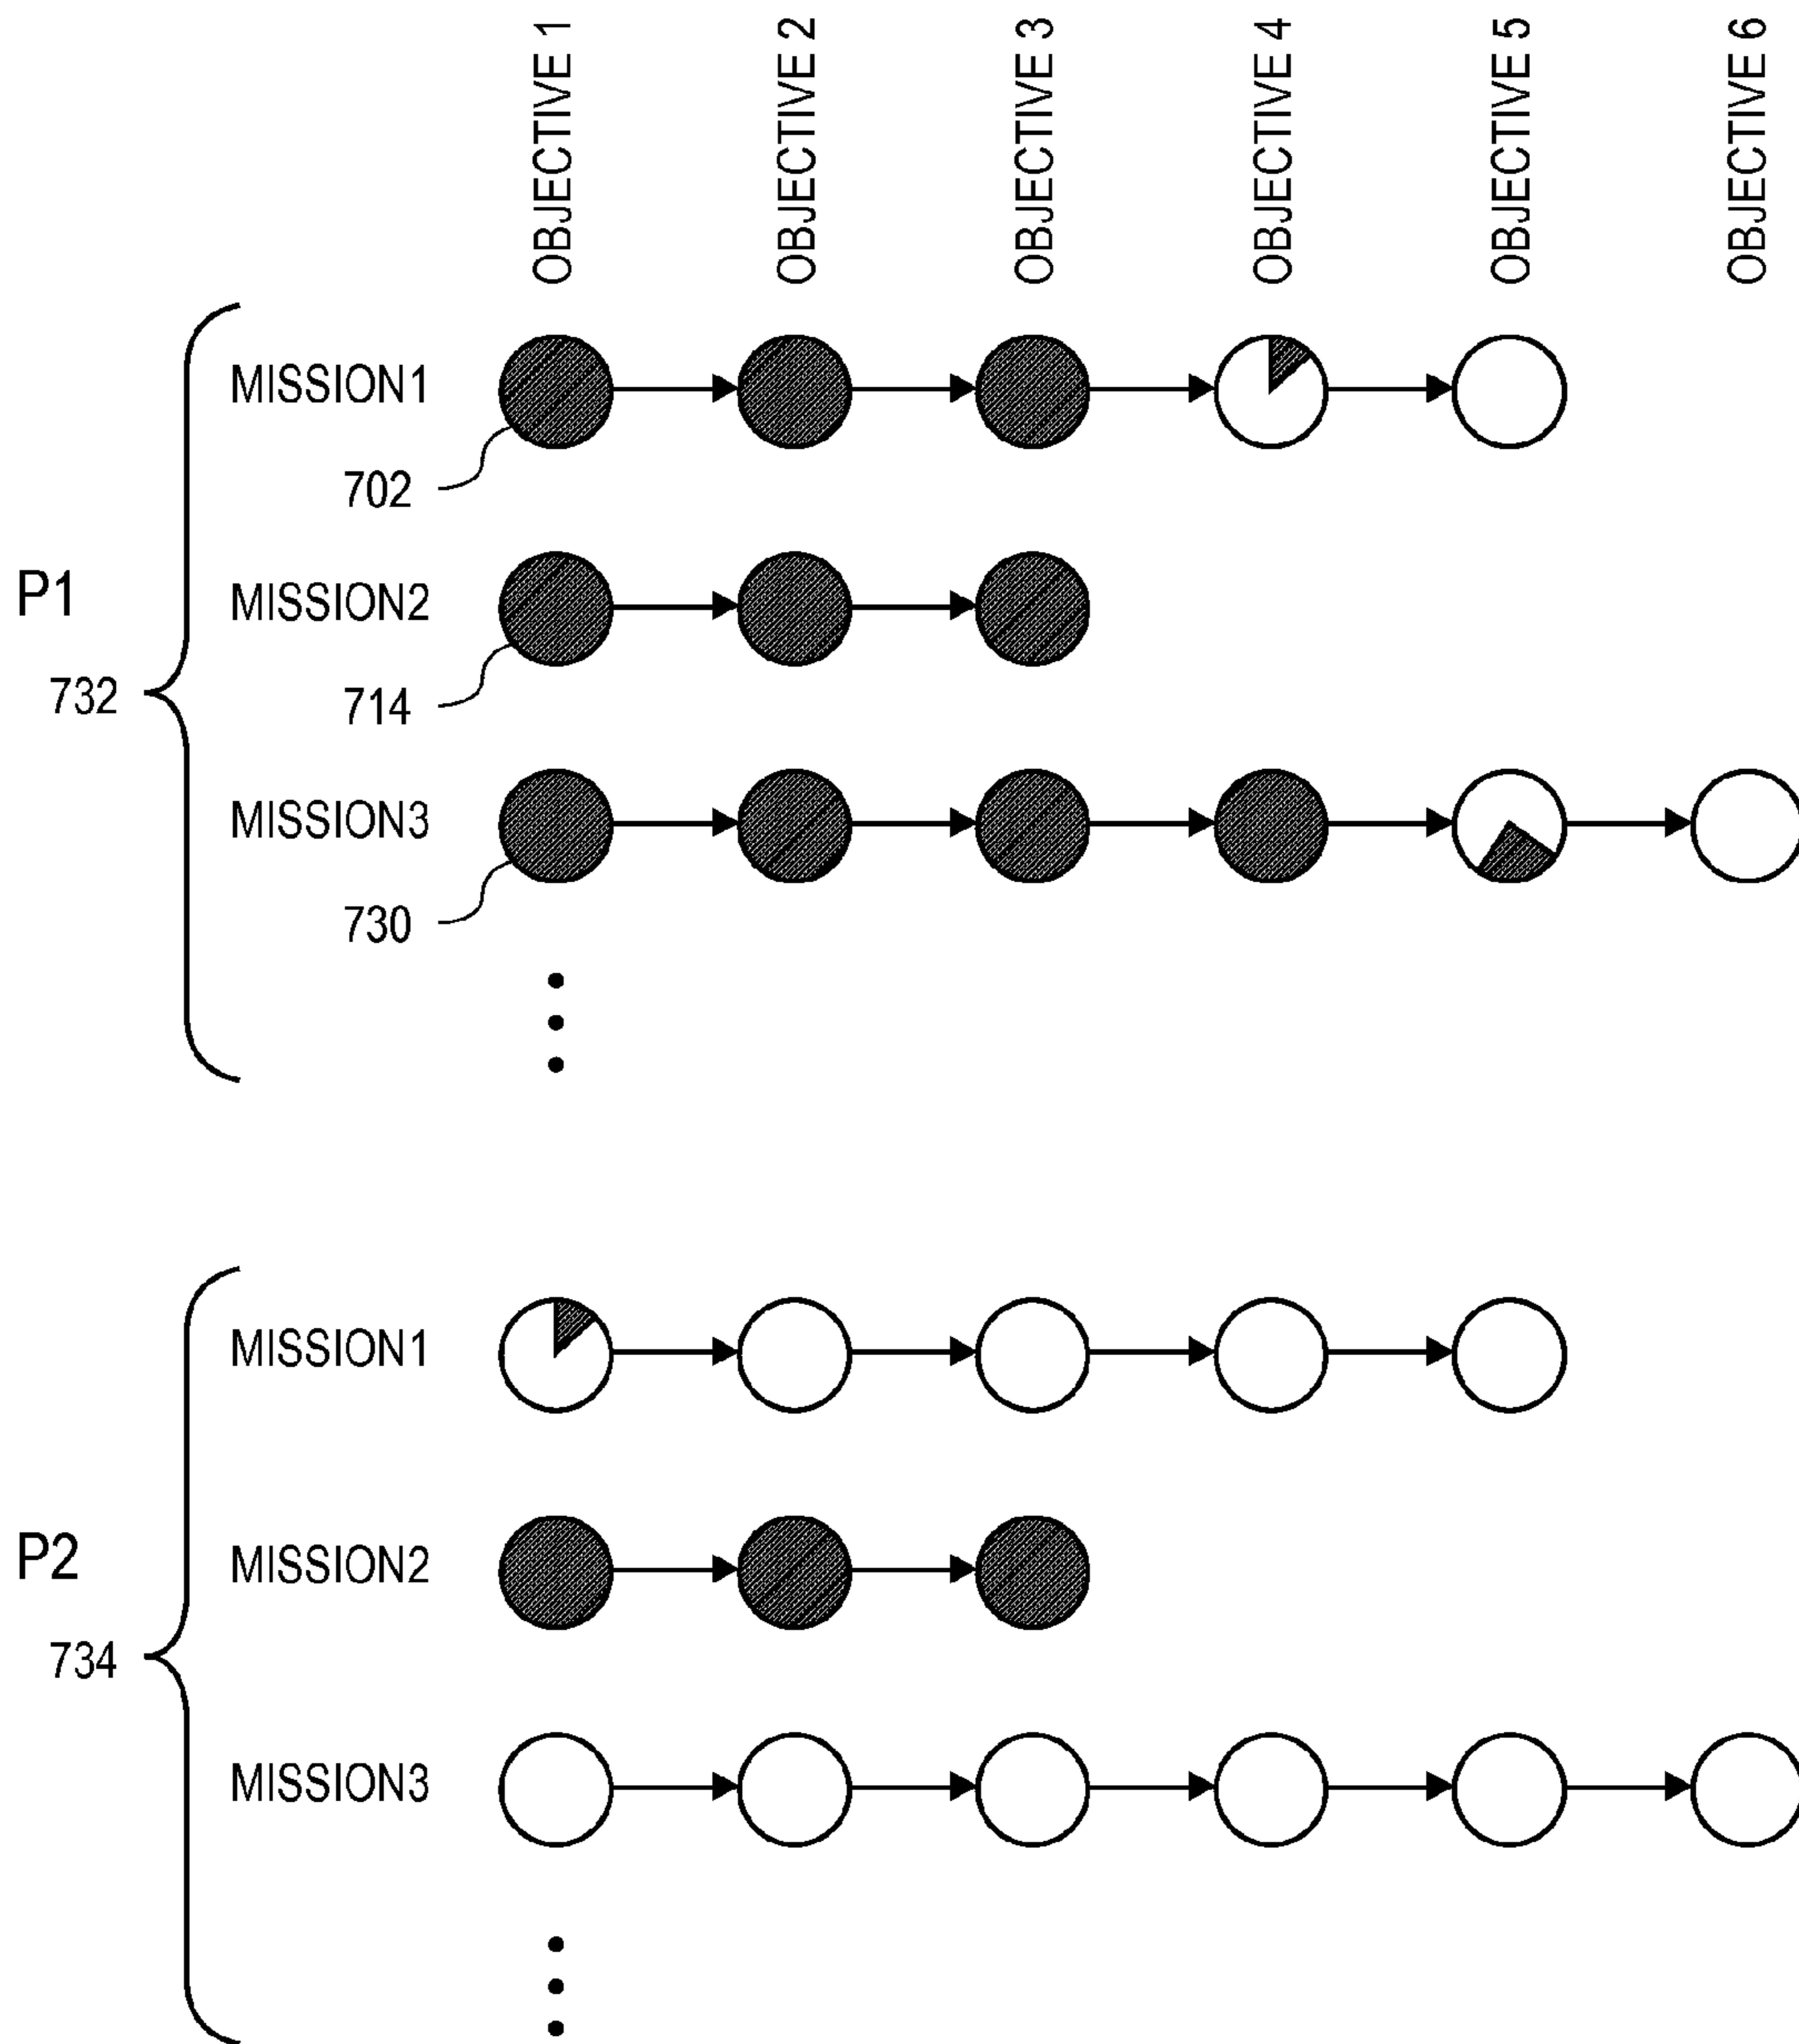 OBJECTIVE 1
OBJECTIVE 2
OBJECTIVE 3
OBJECTIVE 4
OBJECTIVE 5
OBJECTIVE 6
P1
732
MISSION1
702
MISSION2
714
MISSION3
730
P2
734
MISSION1
MISSION2
MISSION3